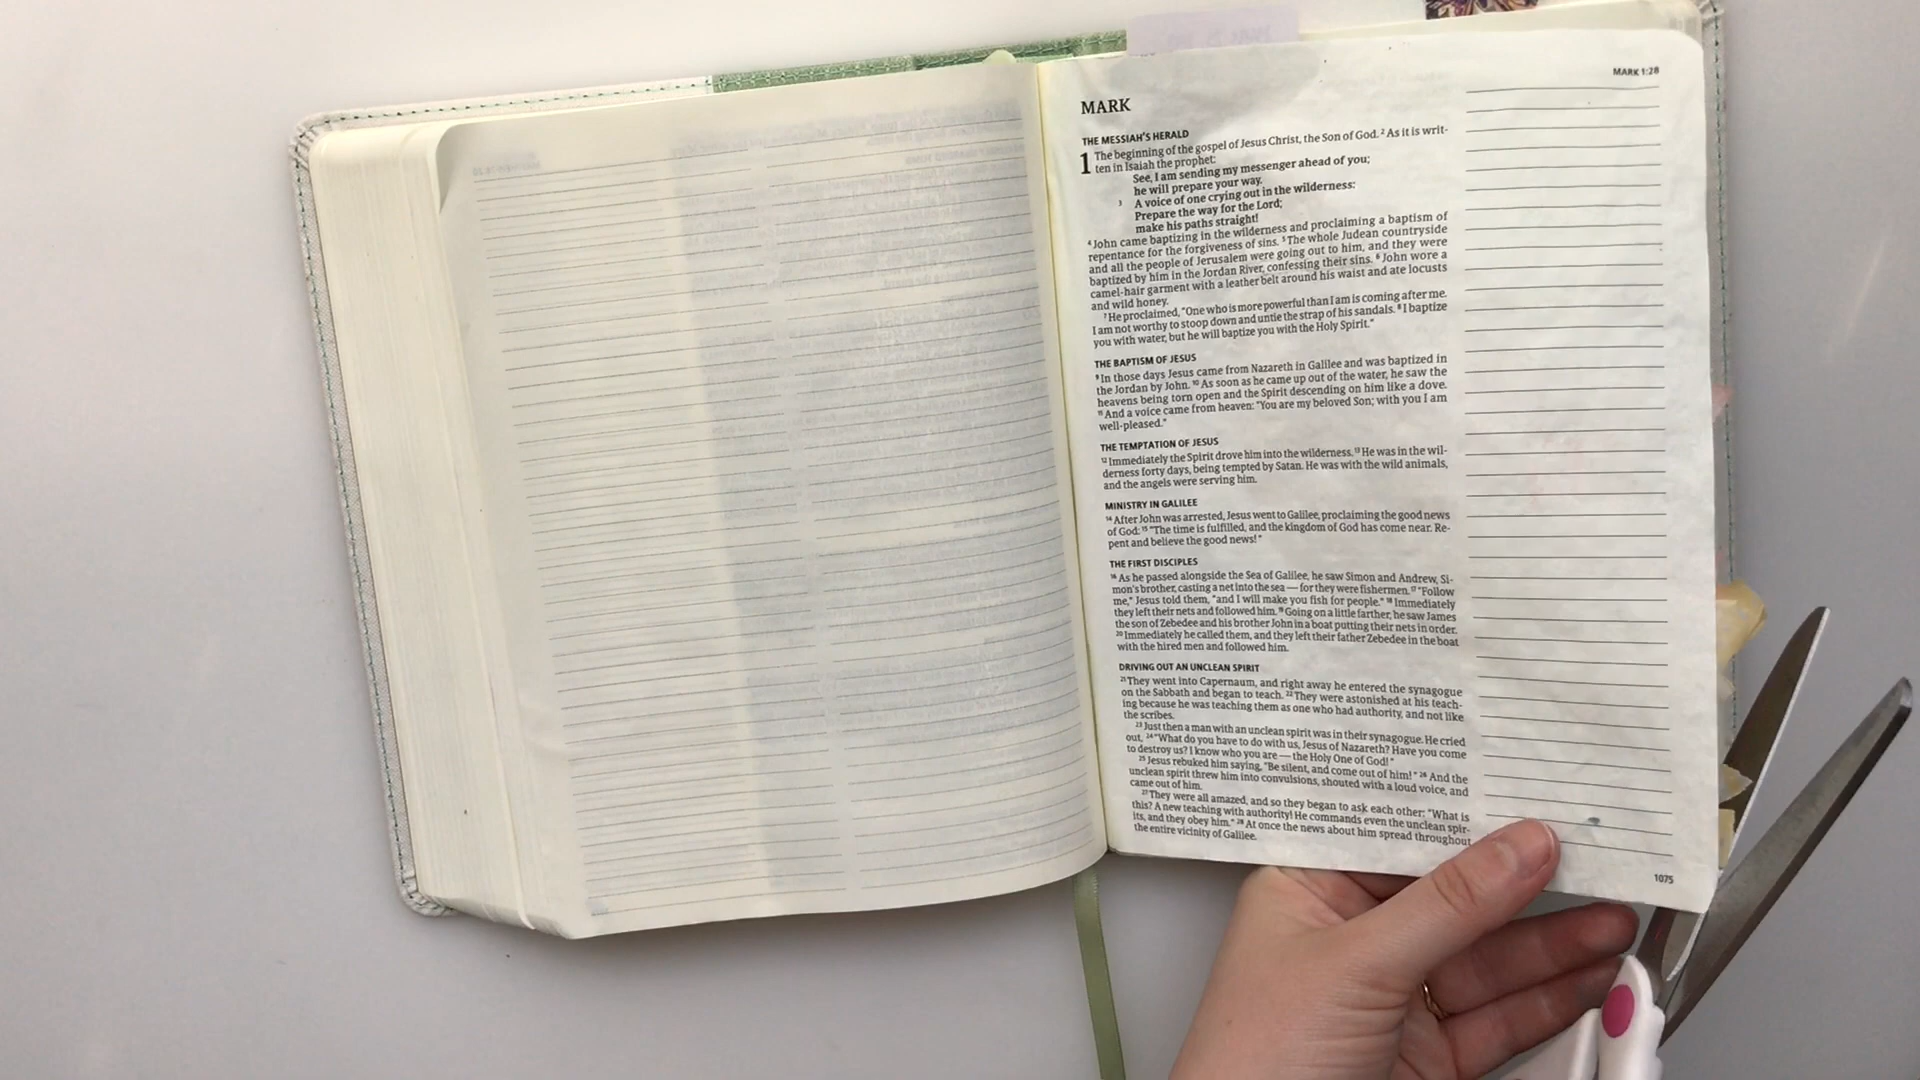 MARK 1:28
MARK
THE MESSIAH'S HERALD
1 The beginning of the gospel of Jesus Christ, the Son of God. 2 As it is writ-
ten in Isaiah the prophet:
See, I am sending my messenger ahead of you;
he will prepare your way.
3 A voice of one crying out in the wilderness:
Prepare the way for the Lord;
make his paths straight!
4 John came baptizing in the wilderness and proclaiming a baptism of
repentance for the forgiveness of sins. 5 The whole Judean countryside
and all the people of Jerusalem were going out to him, and they were
baptized by him in the Jordan River, confessing their sins. 6 John wore a
camel-hair garment with a leather belt around his waist and ate locusts
and wild honey.
7 He proclaimed, "One who is more powerful than I am is coming after me.
I am not worthy to stoop down and untie the strap of his sandals. 8 I baptize
you with water, but he will baptize you with the Holy Spirit."
THE BAPTISM OF JESUS
9 In those days Jesus came from Nazareth in Galilee and was baptized in
the Jordan by John. 10 As soon as he came up out of the water, he saw the
heavens being torn open and the Spirit descending on him like a dove.
11 And a voice came from heaven: "You are my beloved Son; with you I am
well-pleased."
THE TEMPTATION OF JESUS
12 Immediately the Spirit drove him into the wilderness. 13 He was in the wil-
derness forty days, being tempted by Satan. He was with the wild animals,
and the angels were serving him.
MINISTRY IN GALILEE
14 After John was arrested, Jesus went to Galilee, proclaiming the good news
of God: 15 "The time is fulfilled, and the kingdom of God has come near. Re-
pent and believe the good news!"
THE FIRST DISCIPLES
16 As he passed alongside the Sea of Galilee, he saw Simon and Andrew, Si-
mon's brother, casting a net into the sea — for they were fishermen. 17 "Follow
me," Jesus told them, "and I will make you fish for people." 18 Immediately
they left their nets and followed him. 19 Going on a little farther, he saw James
the son of Zebedee and his brother John in a boat putting their nets in order.
20 Immediately he called them, and they left their father Zebedee in the boat
with the hired men and followed him.
DRIVING OUT AN UNCLEAN SPIRIT
21 They went into Capernaum, and right away he entered the synagogue
on the Sabbath and began to teach. 22 They were astonished at his teach-
ing because he was teaching them as one who had authority, and not like
the scribes.
23 Just then a man with an unclean spirit was in their synagogue. He cried
out, 24 "What do you have to do with us, Jesus of Nazareth? Have you come
to destroy us? I know who you are — the Holy One of God!"
25 Jesus rebuked him saying, "Be silent, and come out of him!" 26 And the
unclean spirit threw him into convulsions, shouted with a loud voice, and
came out of him.
27 They were all amazed, and so they began to ask each other: "What is
this? A new teaching with authority! He commands even the unclean spir-
its, and they obey him." 28 At once the news about him spread throughout
the entire vicinity of Galilee.
1075